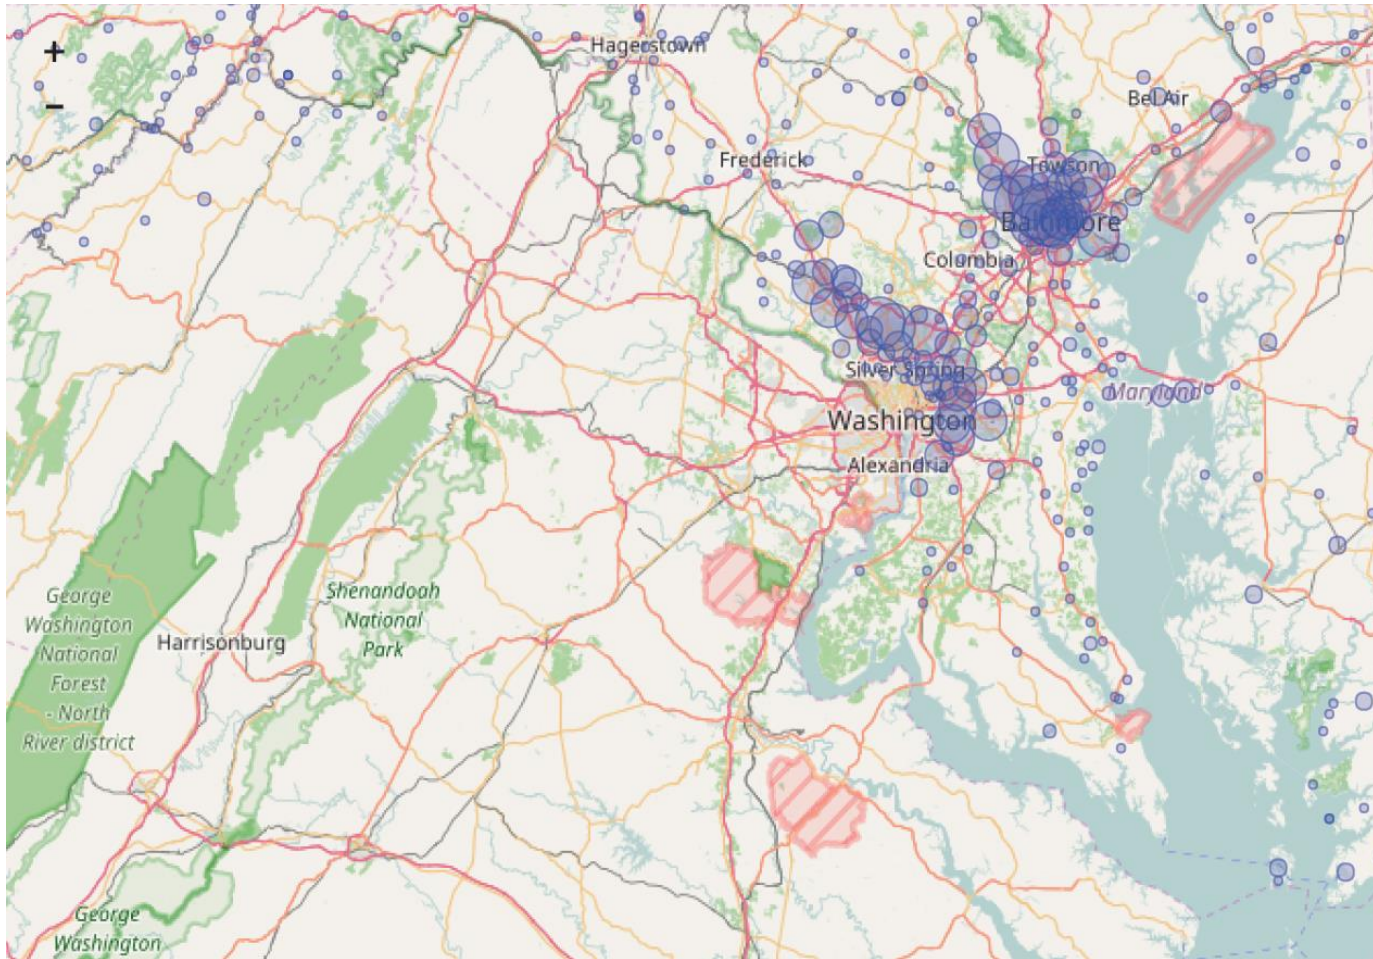 +
−
Hagerstown
Bel Air
Frederick
Towson
Baltimore
Columbia
Silver Spring
Maryland
Washington
Alexandria
George
Washington
National
Forest
- North
River district
Shenandoah
National
Park
Harrisonburg
George
Washington